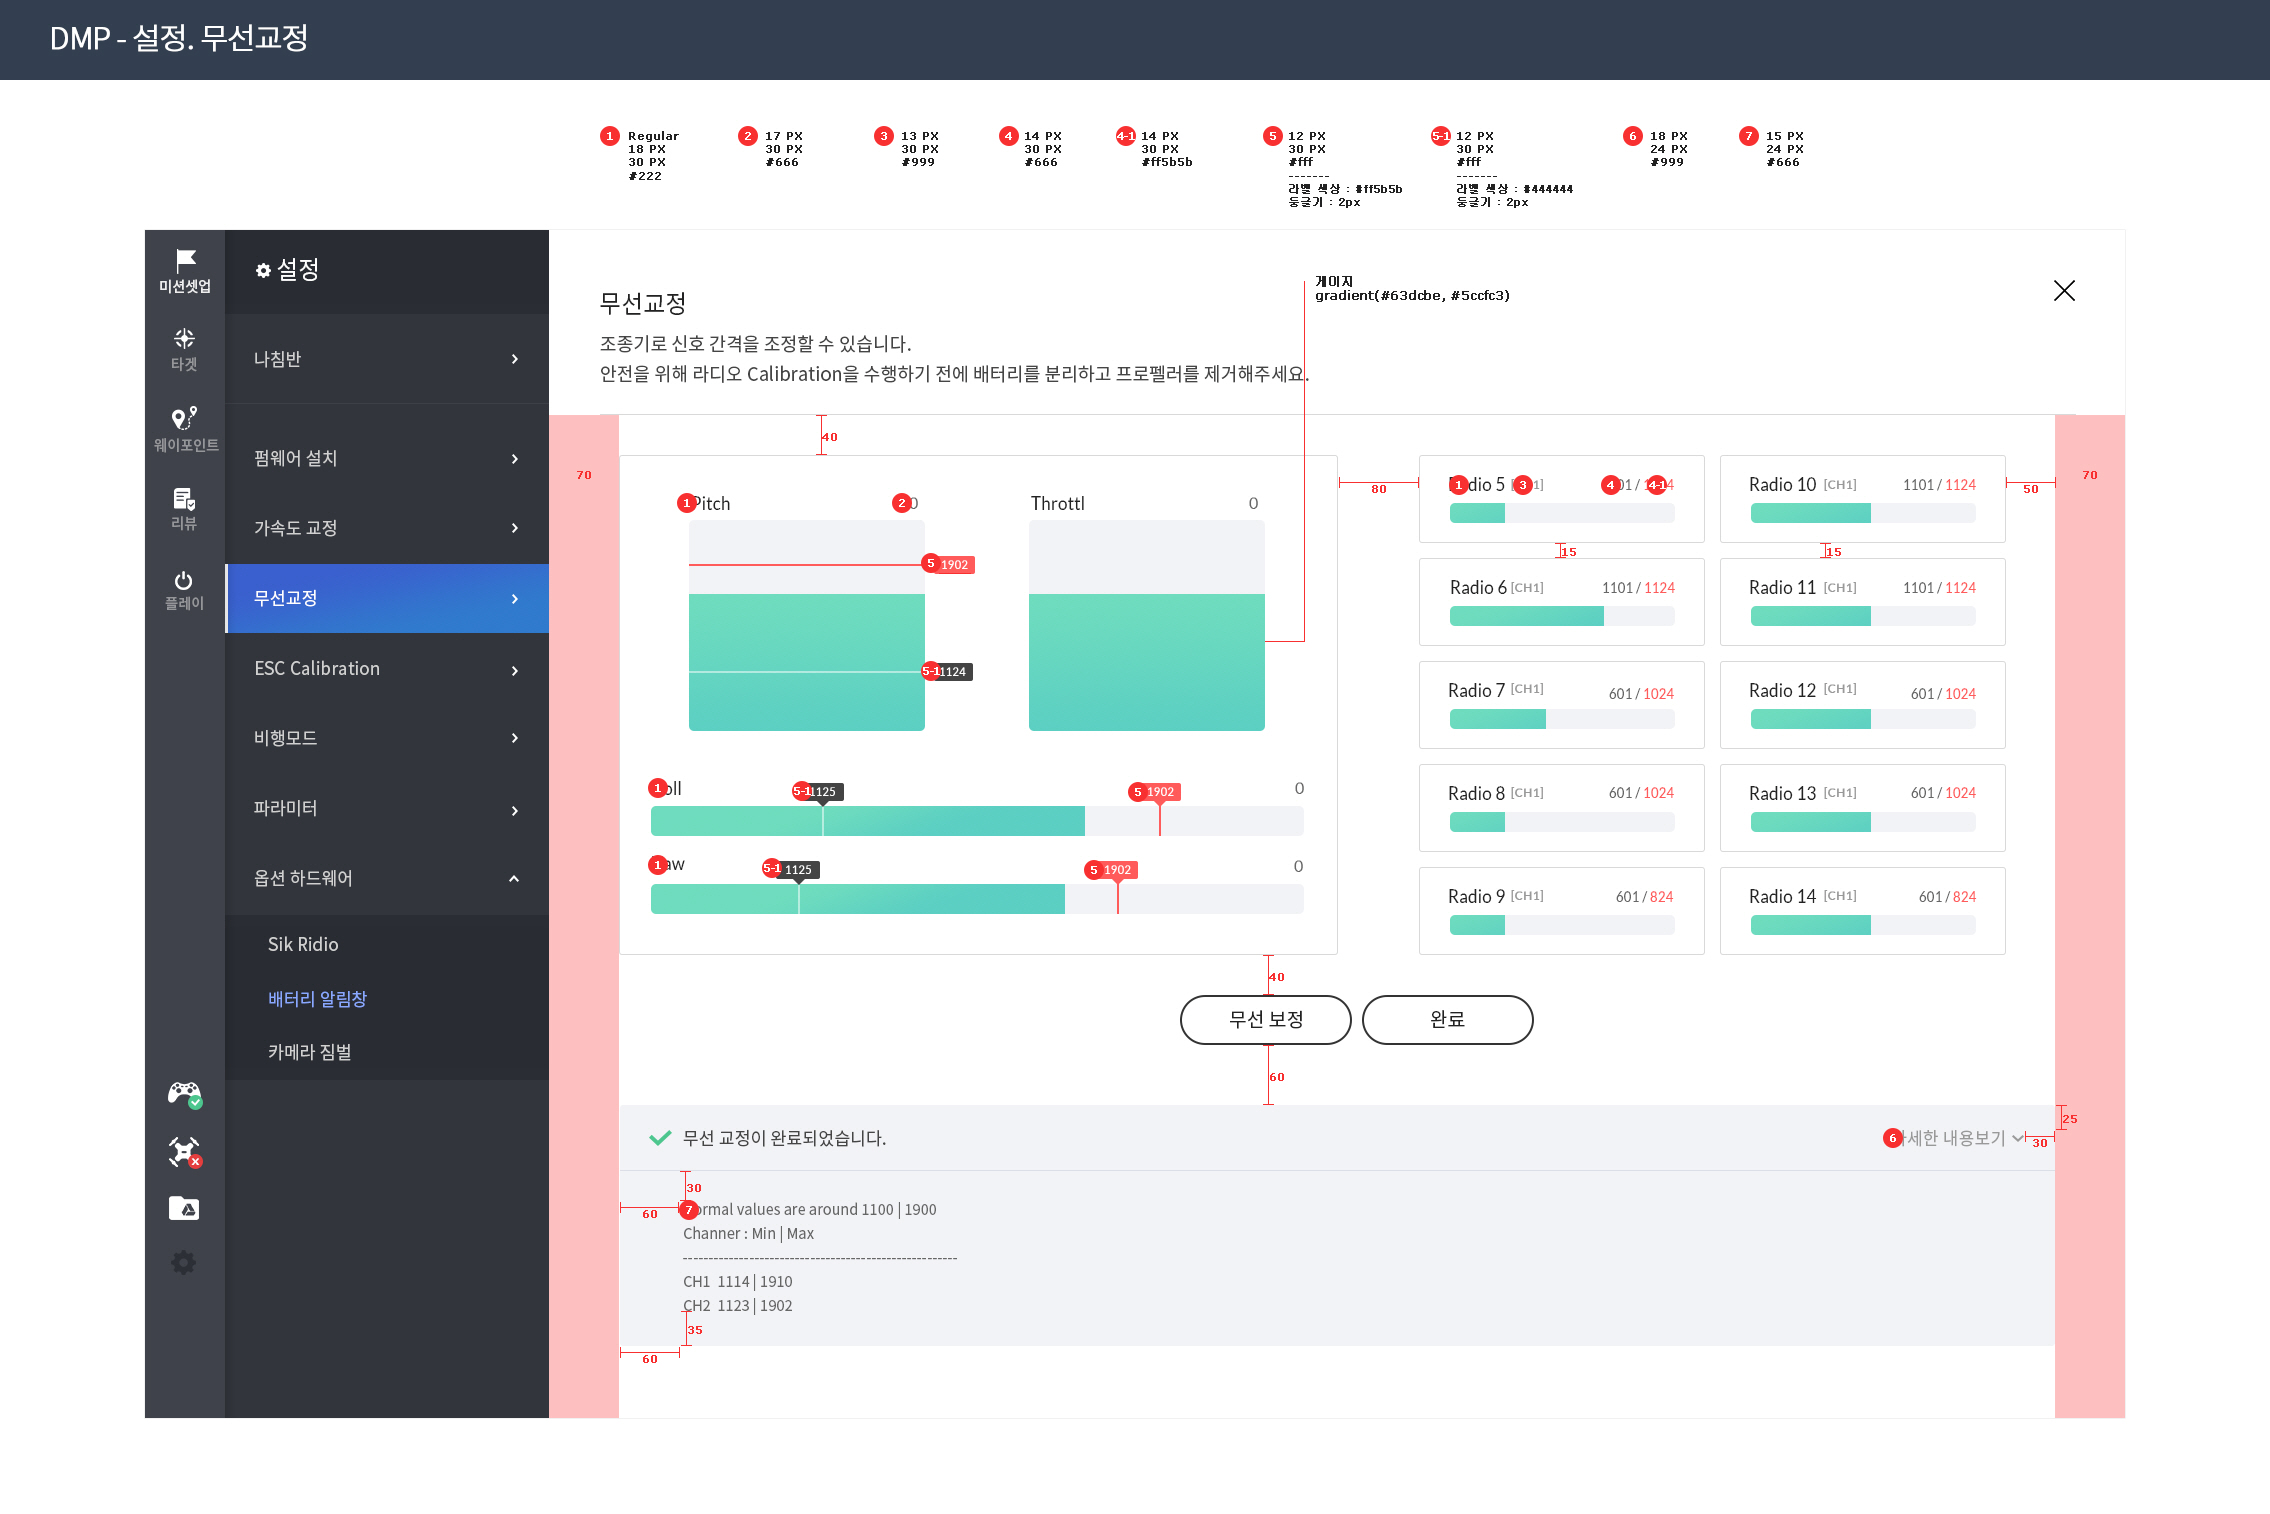 DMP - 설정. 무선교정
1 Regular
18 PX
30 PX
#222
2 17 PX
30 PX
#666
3 13 PX
30 PX
#999
4 14 PX
30 PX
#666
4-1 14 PX
30 PX
#ff5b5b
5 12 PX
30 PX
#fff
-------
라벨 색상 : #ff5b5b
둥글기 : 2px
5-1 12 PX
30 PX
#fff
-------
라벨 색상 : #444444
둥글기 : 2px
6 18 PX
24 PX
#999
7 15 PX
24 PX
#666
미션셋업
타겟
웨이포인트
리뷰
플레이
설정
나침반
펌웨어 설치
가속도 교정
무선교정
ESC Calibration
비행모드
파라미터
옵션 하드웨어
Sik Ridio
배터리 알림창
카메라 짐벌
무선교정
조종기로 신호 간격을 조정할 수 있습니다.
안전을 위해 라디오 Calibration을 수행하기 전에 배터리를 분리하고 프로펠러를 제거해주세요.
게이지
gradient(#63dcbe, #5ccfc3)
70
40
80
50
70
1 Pitch 2 0
Throttl 0
5 1902
5-1 1124
1 5-1 1125 5 1902 0
1 5-1 1125 5 1902 0
1 5 3 4 / 4-1
15
Radio 6 [CH1] 1101 / 1124
Radio 7 [CH1] 601 / 1024
Radio 8 [CH1] 601 / 1024
Radio 9 [CH1] 601 / 824
Radio 10 [CH1] 1101 / 1124
15
Radio 11 [CH1] 1101 / 1124
Radio 12 [CH1] 601 / 1024
Radio 13 [CH1] 601 / 1024
Radio 14 [CH1] 601 / 824
40
무선 보정
완료
60
무선 교정이 완료되었습니다.
6 내용보기
25
30
30
60
7 values are around 1100 | 1900
Channer : Min | Max
------------------------------------------------------
CH1 1114 | 1910
CH2 1123 | 1902
35
60